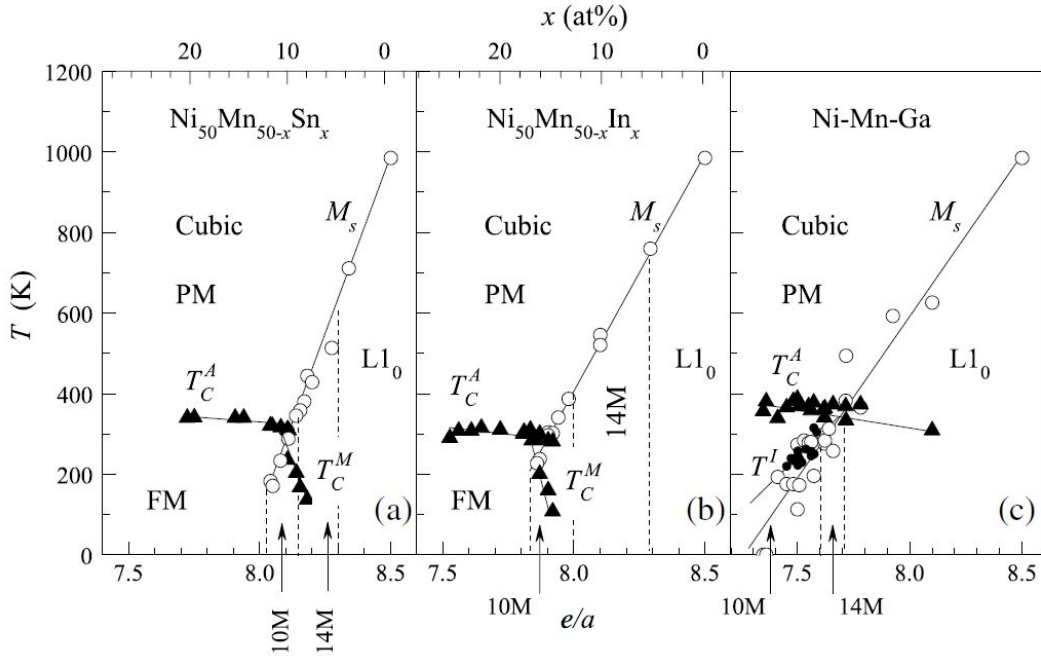 x (at%)
20 10 0 20 10 0
1200
1000
800
600
400
200
0
T (K)
Ni₅₀Mn₅₀₋ₓSnₓ
Cubic
PM
Mₛ
L1₀
T_C^A
T_C^M
FM
(a)
Ni₅₀Mn₅₀₋ₓInₓ
Cubic
PM
Mₛ
L1₀
14M
T_C^A
T_C^M
FM
(b)
Ni-Mn-Ga
Cubic
PM
Mₛ
L1₀
T_C^A
T^I
(c)
7.5 8.0 8.5 7.5 8.0 8.5 7.5 8.0 8.5
10M 14M 10M 10M 14M
e/a